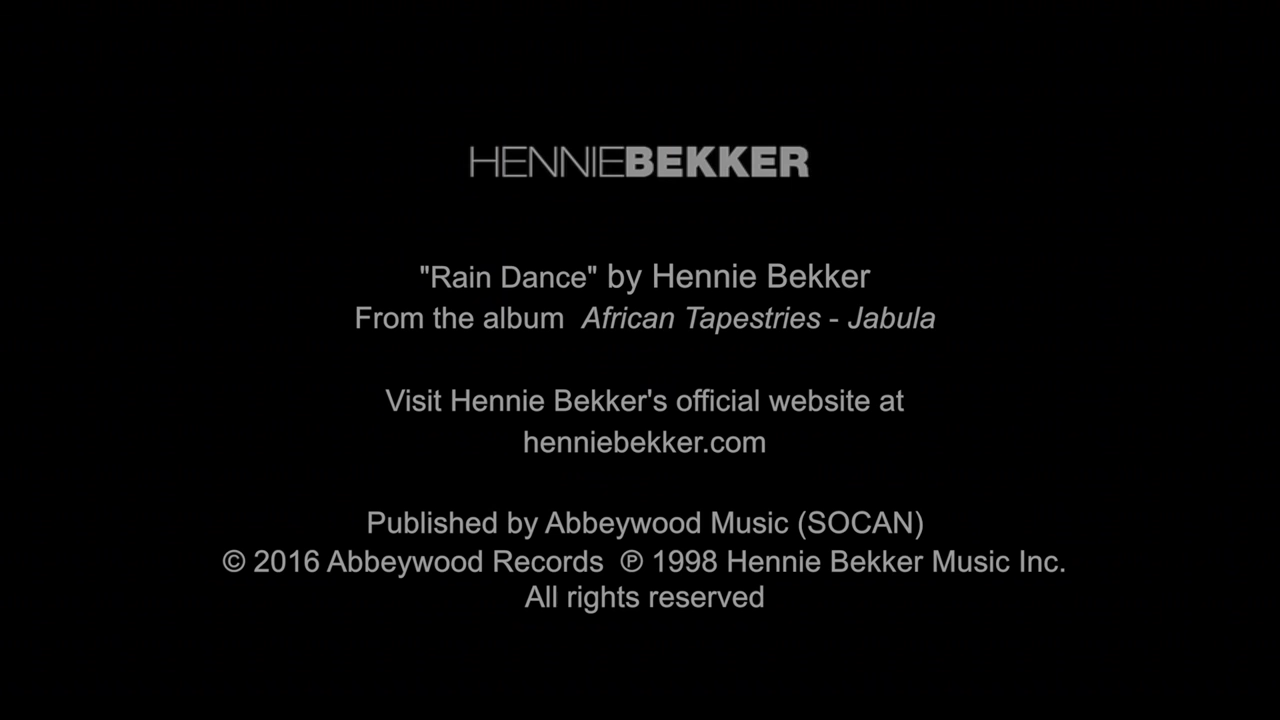 HENNIEBEKKER
"Rain Dance" by Hennie Bekker
From the album African Tapestries - Jabula
Visit Hennie Bekker's official website at
henniebekker.com
Published by Abbeywood Music (SOCAN)
© 2016 Abbeywood Records ℗ 1998 Hennie Bekker Music Inc.
All rights reserved